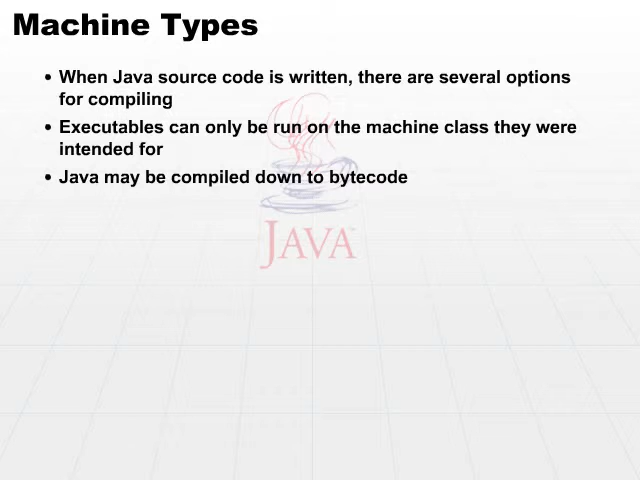 Machine Types
• When Java source code is written, there are several options
for compiling
• Executables can only be run on the machine class they were
intended for
• Java may be compiled down to bytecode
JAVA™